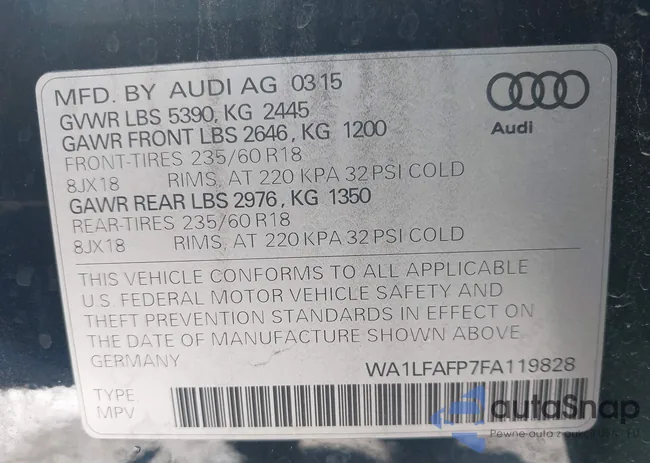 MFD. BY AUDI AG 03 15
GVWR LBS 5390, KG 2445
GAWR FRONT LBS 2646, KG 1200
FRONT-TIRES 235/60 R18
8JX18 RIMS, AT 220 KPA 32 PSI COLD
GAWR REAR LBS 2976, KG 1350
REAR-TIRES 235/60 R18
8JX18 RIMS, AT 220 KPA 32 PSI COLD
Audi
THIS VEHICLE CONFORMS TO ALL APPLICABLE
U.S. FEDERAL MOTOR VEHICLE SAFETY AND
THEFT PREVENTION STANDARDS IN EFFECT ON
THE DATE OF MANUFACTURE SHOWN ABOVE
GERMANY WA1LFAFP7FA119828
TYPE
MPV
autaSnap
Pewne auta z